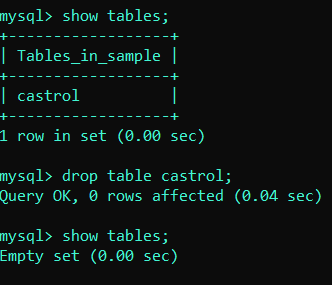 mysql> show tables;
+------------------+
| Tables_in_sample |
+------------------+
| castrol          |
+------------------+
1 row in set (0.00 sec)
mysql> drop table castrol;
Query OK, 0 rows affected (0.04 sec)
mysql> show tables;
Empty set (0.00 sec)